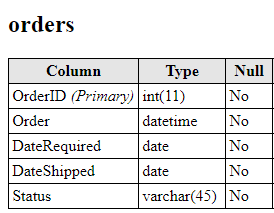 orders
Column Type Null
OrderID (Primary) int(11) No
Order datetime No
DateRequired date No
DateShipped date No
Status varchar(45) No